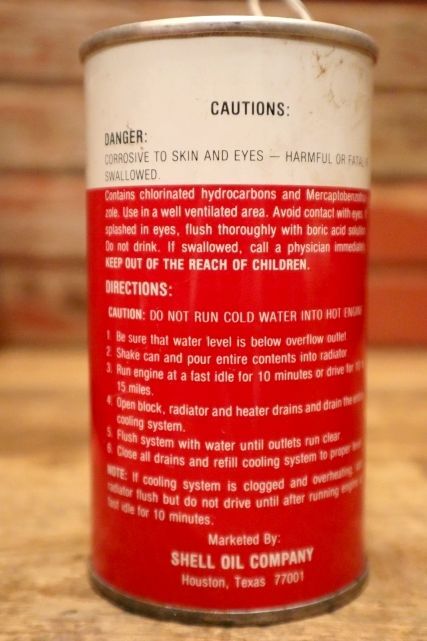 CAUTIONS:
DANGER:
CORROSIVE TO SKIN AND EYES — HARMFUL OR FATAL IF
SWALLOWED.
Contains chlorinated hydrocarbons and Mercaptobenzothia-
zole. Use in a well ventilated area. Avoid contact with eyes.
splashed in eyes, flush thoroughly with boric acid solution
Do not drink. If swallowed, call a physician immediately
KEEP OUT OF THE REACH OF CHILDREN.
DIRECTIONS:
CAUTION: DO NOT RUN COLD WATER INTO HOT ENGINE
1. Be sure that water level is below overflow outlet
2. Shake can and pour entire contents into radiator
3. Run engine at a fast idle for 10 minutes or drive for
15 miles.
4. Open block, radiator and heater drains and drain the
cooling system.
5. Flush system with water until outlets run clear
6. Close all drains and refill cooling system to proper level
NOTE: If cooling system is clogged and overheating,
radiator flush but do not drive until after running engine
fast idle for 10 minutes.
Marketed By:
SHELL OIL COMPANY
Houston, Texas 77001